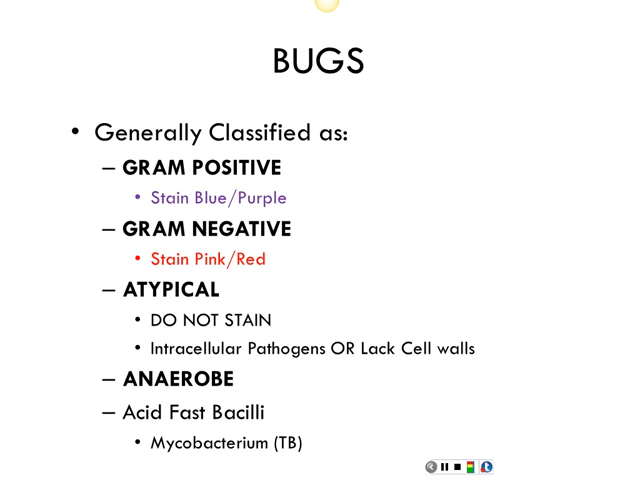 BUGS
• Generally Classified as:
– GRAM POSITIVE
• Stain Blue/Purple
– GRAM NEGATIVE
• Stain Pink/Red
– ATYPICAL
• DO NOT STAIN
• Intracellular Pathogens OR Lack Cell walls
– ANAEROBE
– Acid Fast Bacilli
• Mycobacterium (TB)